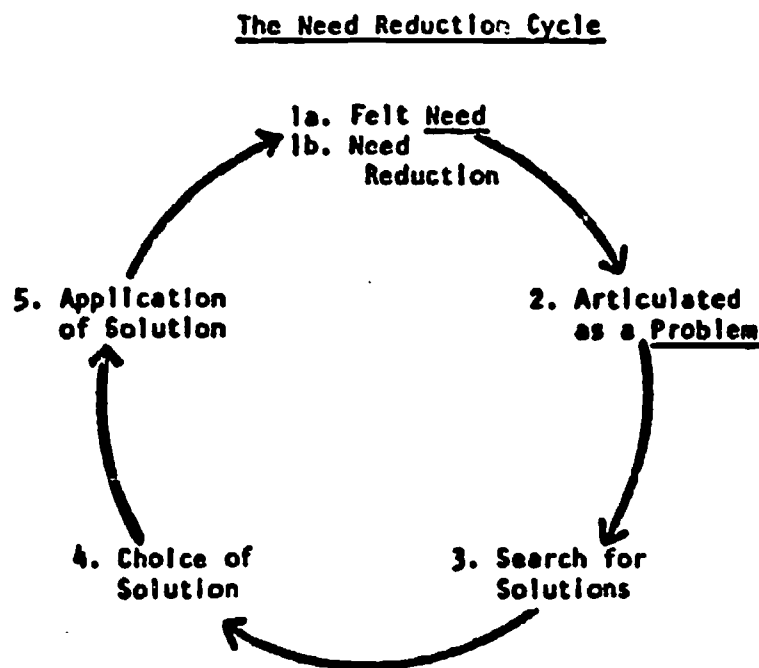 The Need Reduction Cycle
1a. Felt Need
1b. Need
Reduction
2. Articulated
as a Problem
3. Search for
Solutions
4. Choice of
Solution
5. Application
of Solution